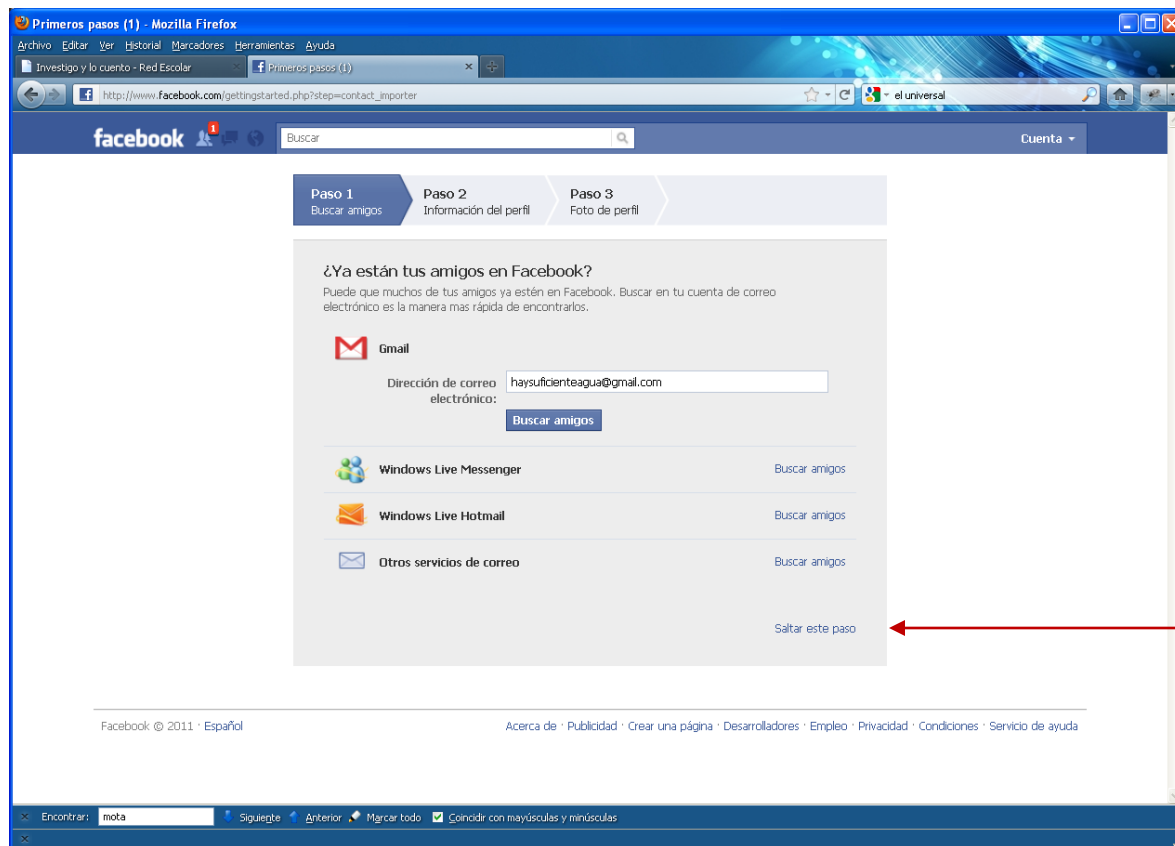 Primeros pasos (1) - Mozilla Firefox
Archivo Editar Ver Historial Marcadores Herramientas Ayuda
Investigo y lo cuento - Red Escolar
Primeros pasos (1)
http://www.facebook.com/gettingstarted.php?step=contact_importer
el universal
facebook
1
Buscar
Cuenta
Paso 1
Buscar amigos
Paso 2
Información del perfil
Paso 3
Foto de perfil
¿Ya están tus amigos en Facebook?
Puede que muchos de tus amigos ya estén en Facebook. Buscar en tu cuenta de correo
electrónico es la manera mas rápida de encontrarlos.
Gmail
Dirección de correo
electrónico:
haysuficienteagua@gmail.com
Buscar amigos
Windows Live Messenger
Buscar amigos
Windows Live Hotmail
Buscar amigos
Otros servicios de correo
Buscar amigos
Saltar este paso
Facebook © 2011 · Español
Acerca de · Publicidad · Crear una página · Desarrolladores · Empleo · Privacidad · Condiciones · Servicio de ayuda
Encontrar: mota Siguiente Anterior Marcar todo Coincidir con mayúsculas y minúsculas